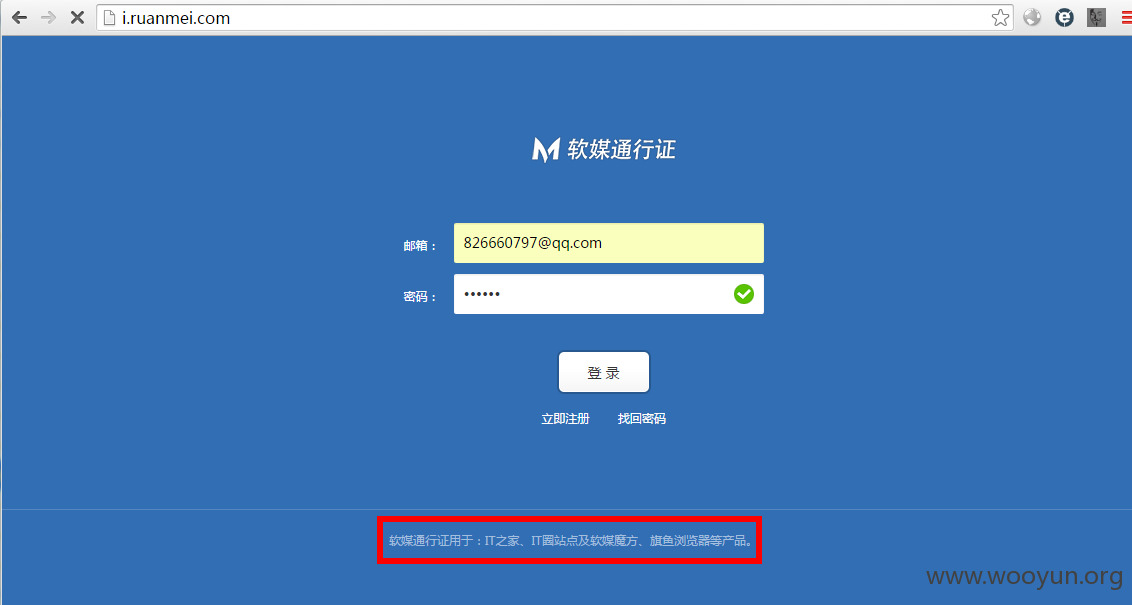 i.ruanmei.com
软媒通行证
邮箱：
826660797@qq.com
密码：
••••••
登 录
立即注册 找回密码
软媒通行证用于：IT之家、IT圈站点及软媒魔方、旗鱼浏览器等产品。
www.wooyun.org